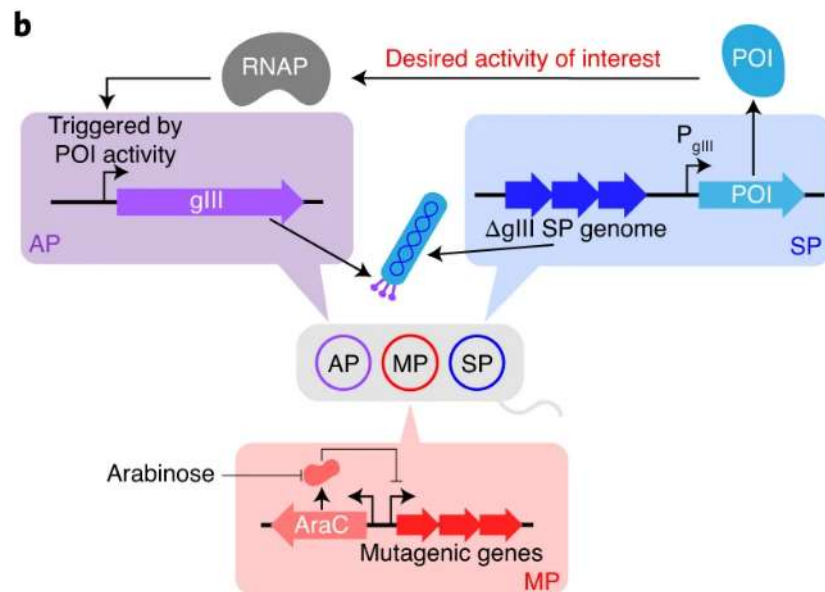 b
RNAP
Desired activity of interest
POI
Triggered by
POI activity
gIII
AP
PgIII
POI
ΔgIII SP genome
SP
AP
MP
SP
Arabinose
AraC
Mutagenic genes
MP